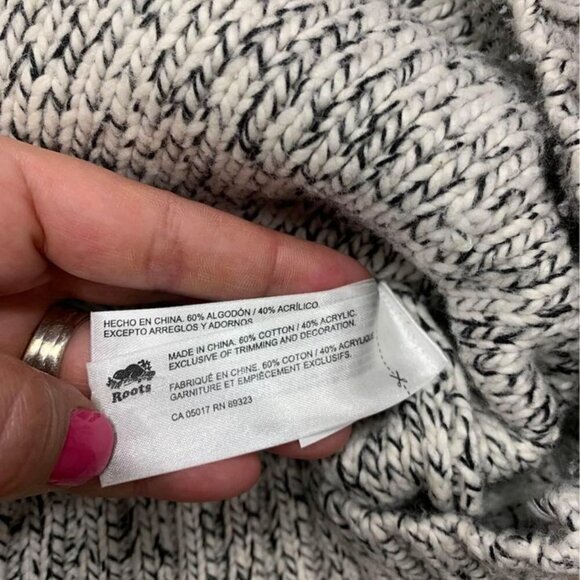 HECHO EN CHINA. 60% ALGODÓN / 40% ACRÍLICO.
EXCEPTO ARREGLOS Y ADORNOS.
MADE IN CHINA. 60% COTTON / 40% ACRYLIC.
EXCLUSIVE OF TRIMMING AND DECORATION.
FABRIQUÉ EN CHINE. 60% COTON / 40% ACRYLIQUE
GARNITURE ET EMPIÉCEMENT EXCLUSIFS.
Roots
CA 05017 RN 89323